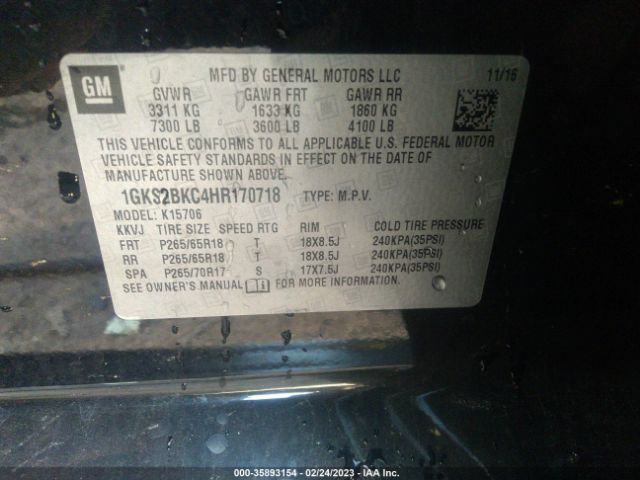 GM
MFD BY GENERAL MOTORS LLC 11/16
GVWR GAWR FRT GAWR RR
3311 KG 1633 KG 1860 KG
7300 LB 3600 LB 4100 LB
THIS VEHICLE CONFORMS TO ALL APPLICABLE U.S. FEDERAL MOTOR
VEHICLE SAFETY STANDARDS IN EFFECT ON THE DATE OF
MANUFACTURE SHOWN ABOVE.
1GKS2BKC4HR170718 TYPE: M.P.V.
MODEL: K15706
KKVJ TIRE SIZE SPEED RTG RIM COLD TIRE PRESSURE
FRT P265/65R18 T 18X8.5J 240KPA(35PSI)
RR P265/65R18 T 18X8.5J 240KPA(35PSI)
SPA P265/70R17 S 17X7.5J 240KPA(35PSI)
SEE OWNER'S MANUAL FOR MORE INFORMATION.
000-35893154 - 02/24/2023 - IAAI.COM